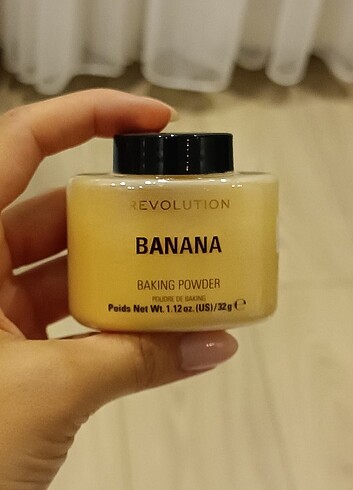 REVOLUTION
BANANA
BAKING POWDER
POUDRE DE BAKING
Poids Net Wt. 1.12 oz. (US)/32g ℮